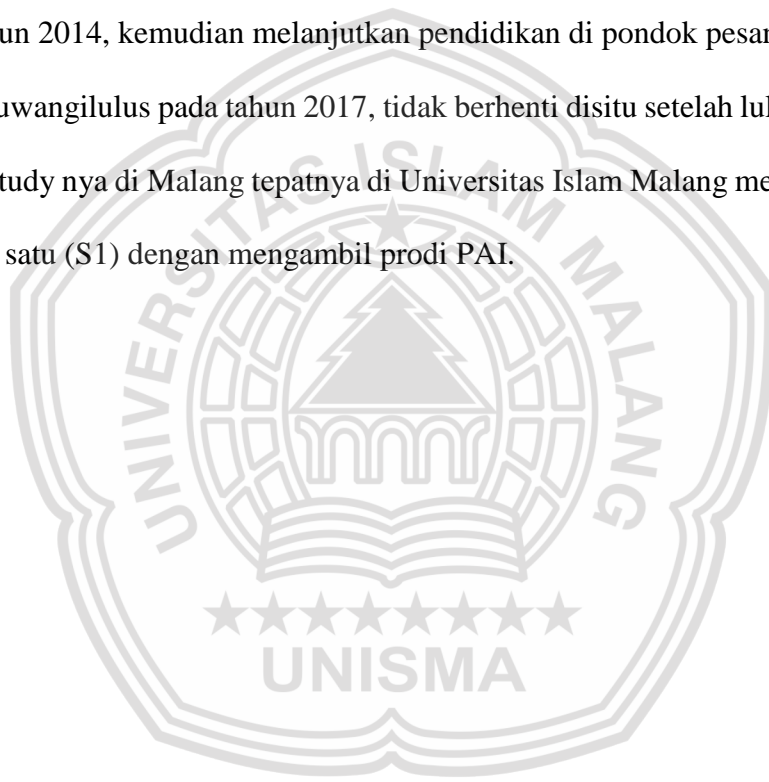 un 2014, kemudian melanjutkan pendidikan di pondok pesan
uwangilulus pada tahun 2017, tidak berhenti disitu setelah lul
tudy nya di Malang tepatnya di Universitas Islam Malang me
satu (S1) dengan mengambil prodi PAI.
UNIVERSITAS ISLAM MALANG
UNISMA